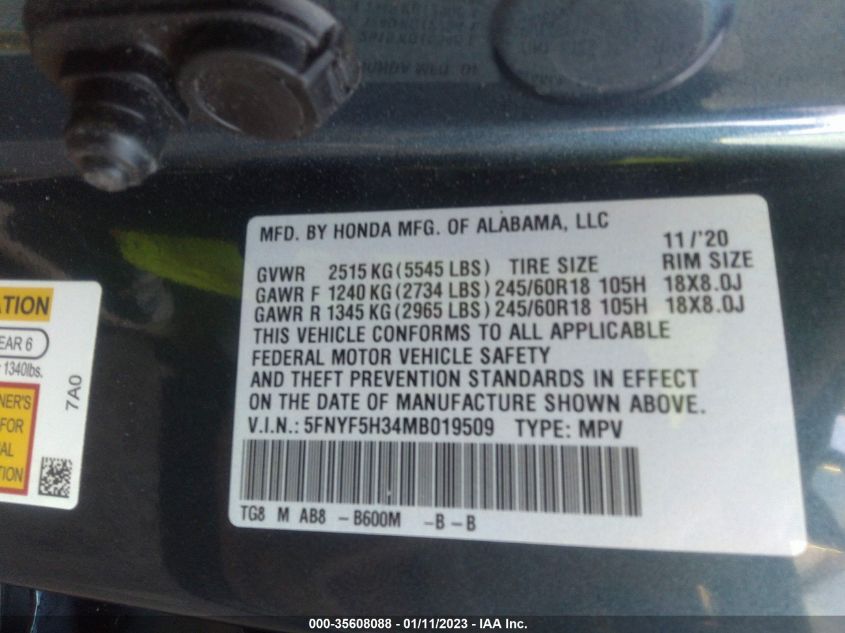 MFD. BY HONDA MFG. OF ALABAMA, LLC
11/'20
GVWR 2515 KG (5545 LBS) TIRE SIZE RIM SIZE
GAWR F 1240 KG (2734 LBS) 245/60R18 105H 18X8.0J
GAWR R 1345 KG (2965 LBS) 245/60R18 105H 18X8.0J
THIS VEHICLE CONFORMS TO ALL APPLICABLE
FEDERAL MOTOR VEHICLE SAFETY
AND THEFT PREVENTION STANDARDS IN EFFECT
ON THE DATE OF MANUFACTURE SHOWN ABOVE.
V.I.N.: 5FNYF5H34MB019509 TYPE: MPV
TG8 M AB8 - B600M - B - B
ATION
EAR 6
1340lbs.
7A0
NER'S
FOR
AL
TION
000-35608088 - 01/11/2023 - IAA Inc.